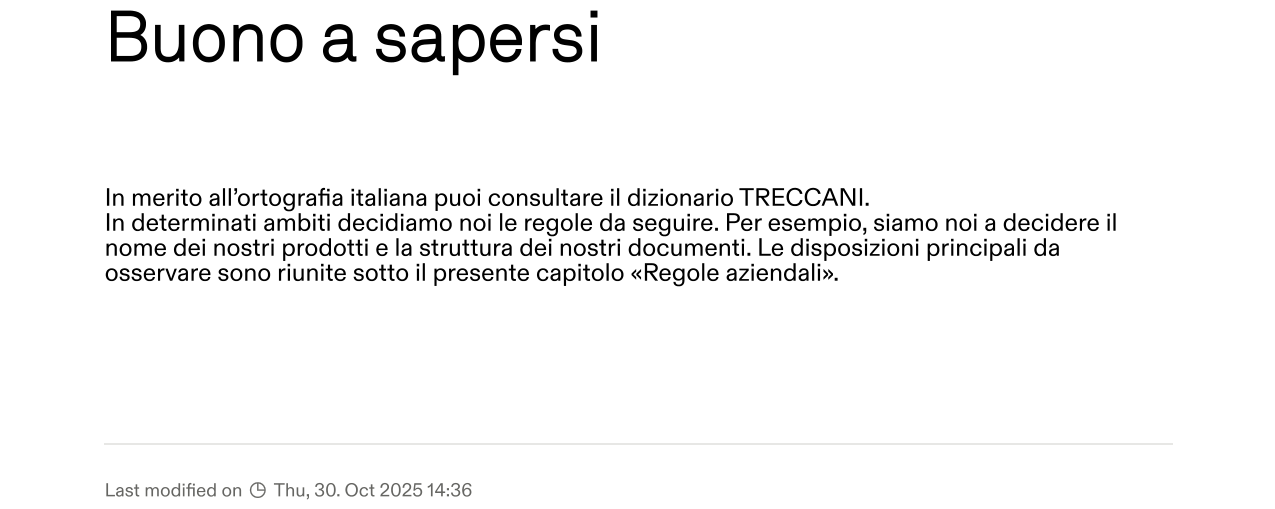 Buono a sapersi
In merito all’ortografia italiana puoi consultare il dizionario TRECCANI.
In determinati ambiti decidiamo noi le regole da seguire. Per esempio, siamo noi a decidere il
nome dei nostri prodotti e la struttura dei nostri documenti. Le disposizioni principali da
osservare sono riunite sotto il presente capitolo «Regole aziendali».
Last modified on Thu, 30. Oct 2025 14:36